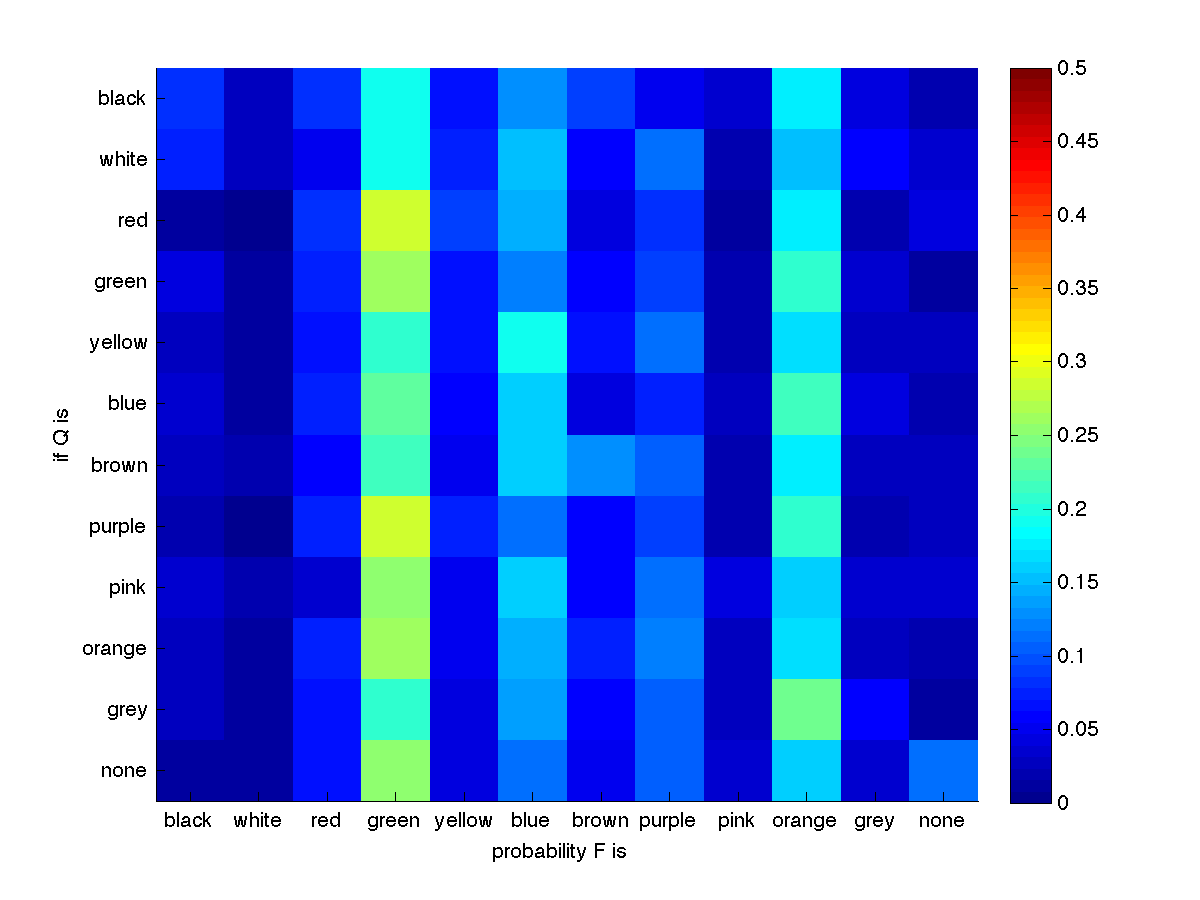 black
white
red
green
yellow
blue
brown
purple
pink
orange
grey
none
if Q is
black white red green yellow blue brown purple pink orange grey none
probability F is
0.5
0.45
0.4
0.35
0.3
0.25
0.2
0.15
0.1
0.05
0